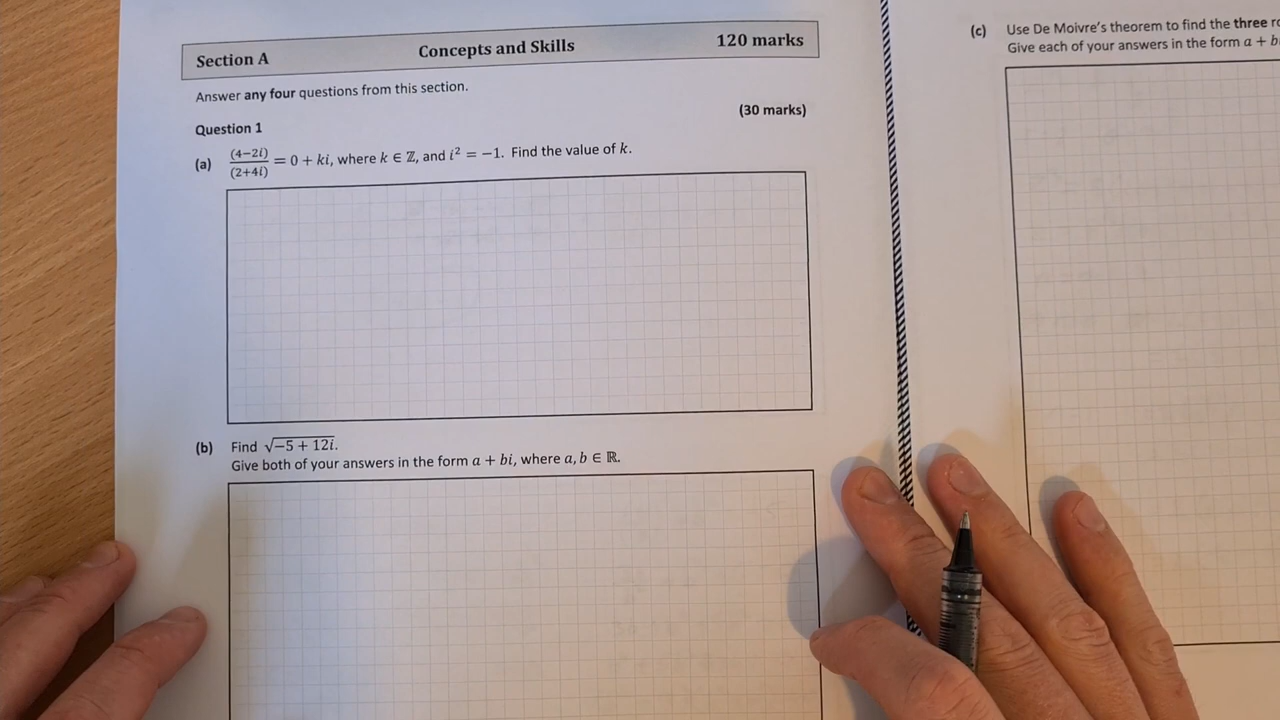 Section A Concepts and Skills 120 marks
Answer any four questions from this section.
Question 1 (30 marks)
(a) (4−2i)/(2+4i) = 0 + ki, where k ∈ ℤ, and i² = −1. Find the value of k.
(b) Find √−5 + 12i.
Give both of your answers in the form a + bi, where a, b ∈ ℝ.
(c) Use De Moivre's theorem to find the three
Give each of your answers in the form a + b